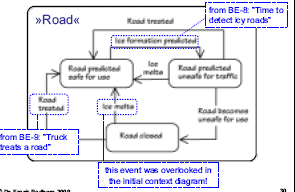 »Road«
Road treated
from BE-8: "Time to
detect icy roads"
Ice formation predicted
Road predicted
safe for use
Ice
melts
Road predicted
unsafe for traffic
Road
treated
Ice melts
Road becomes
unsafe for use
from BE-9: "Truck
treats a road"
Road closed
this event was overlooked in
the initial context diagram!